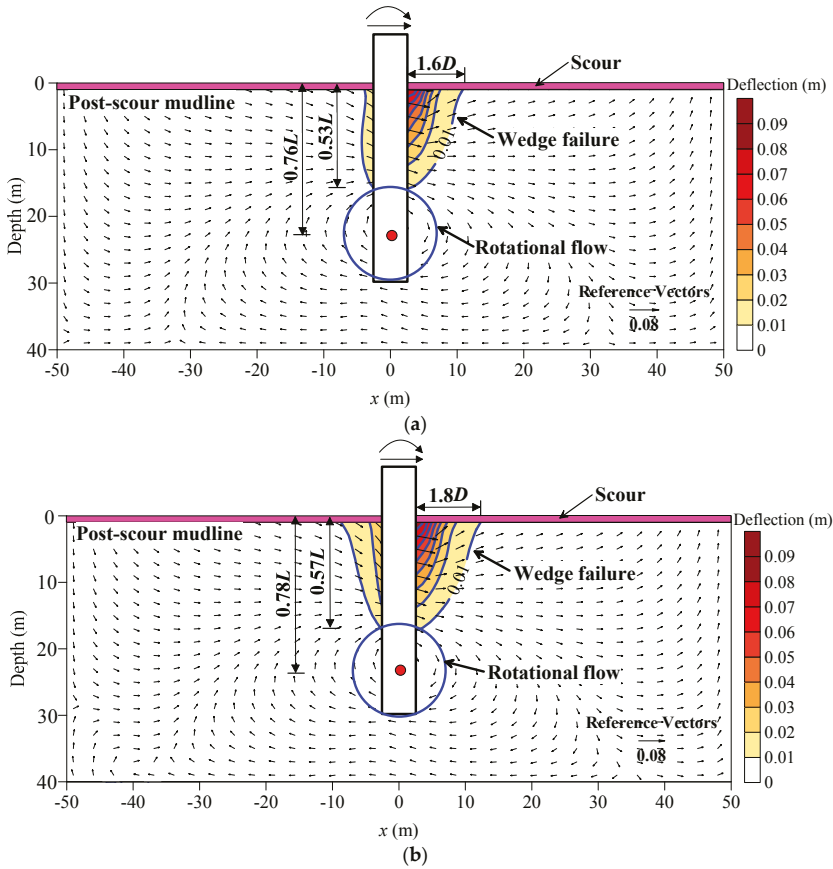 1.6D
Scour
0
Post-scour mudline
Deflection (m)
0.09
10
0.76L
0.53L
Wedge failure
0.01
0.08
0.07
Depth (m)
20
0.06
0.05
Rotational flow
0.04
30
Reference Vectors
0.03
0.02
0.08
0.01
40
0
-50 -40 -30 -20 -10 0 10 20 30 40 50
x (m)
(a)
1.8D
Scour
0
Post-scour mudline
Deflection (m)
0.09
10
0.78L
0.57L
Wedge failure
0.01
0.08
0.07
Depth (m)
20
0.06
0.05
Rotational flow
0.04
30
Reference Vectors
0.03
0.02
0.08
0.01
40
0
-50 -40 -30 -20 -10 0 10 20 30 40 50
x (m)
(b)